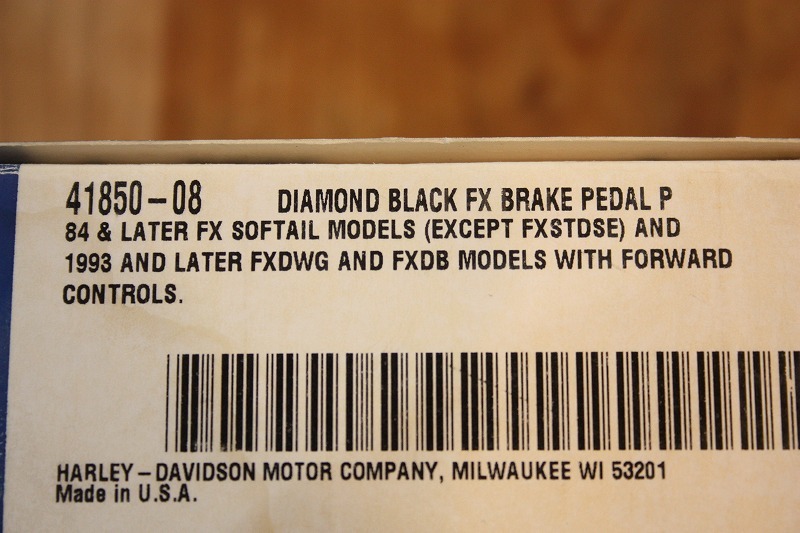 41850-08 DIAMOND BLACK FX BRAKE PEDAL P
84 & LATER FX SOFTAIL MODELS (EXCEPT FXSTDSE) AND
1993 AND LATER FXDWG AND FXDB MODELS WITH FORWARD
CONTROLS.
HARLEY-DAVIDSON MOTOR COMPANY, MILWAUKEE WI 53201
Made in U.S.A.